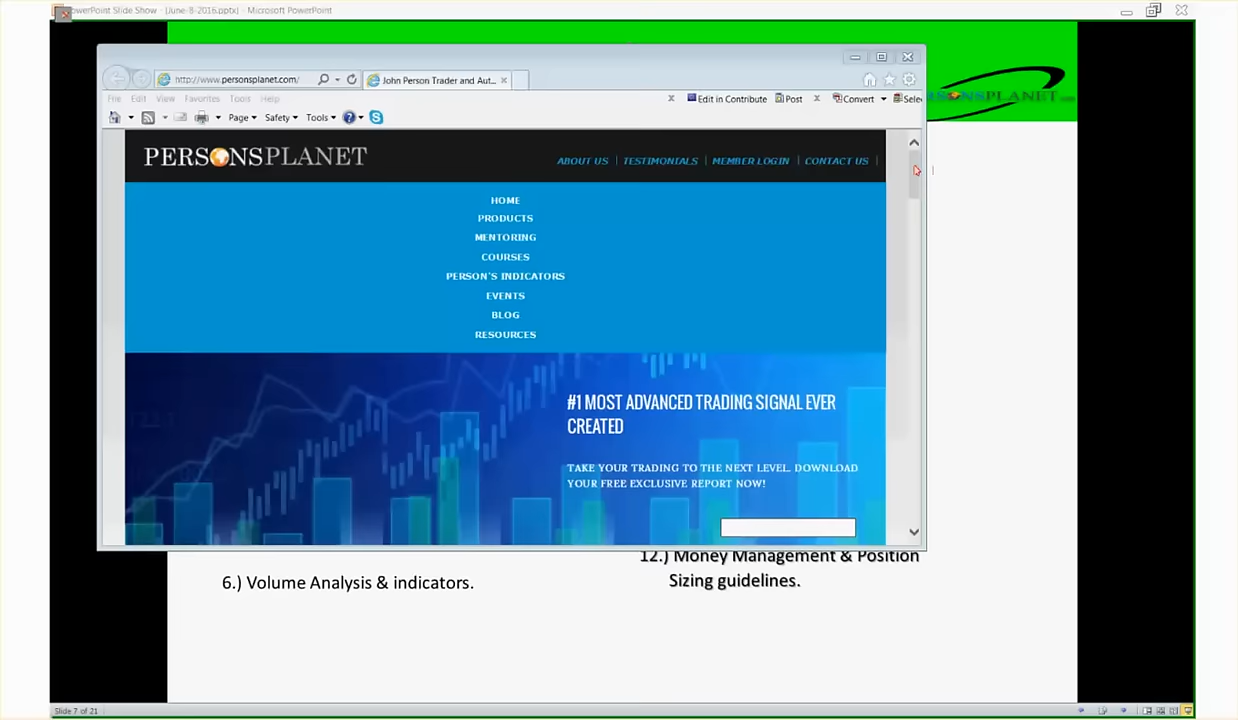 PowerPoint Slide Show - [June-8-2016.pptx] - Microsoft PowerPoint
http://www.personsplanet.com/
John Person Trader and Aut...
File Edit View Favorites Tools Help
Edit in Contribute Post Convert Selec
Page Safety Tools
PERSONSPLANET
ABOUT US | TESTIMONIALS | MEMBER LOGIN | CONTACT US |
HOME
PRODUCTS
MENTORING
COURSES
PERSON'S INDICATORS
EVENTS
BLOG
RESOURCES
#1 MOST ADVANCED TRADING SIGNAL EVER
CREATED
TAKE YOUR TRADING TO THE NEXT LEVEL. DOWNLOAD
YOUR FREE EXCLUSIVE REPORT NOW!
6.) Volume Analysis & indicators.
12.) Money Management & Position
Sizing guidelines.
Slide 7 of 21